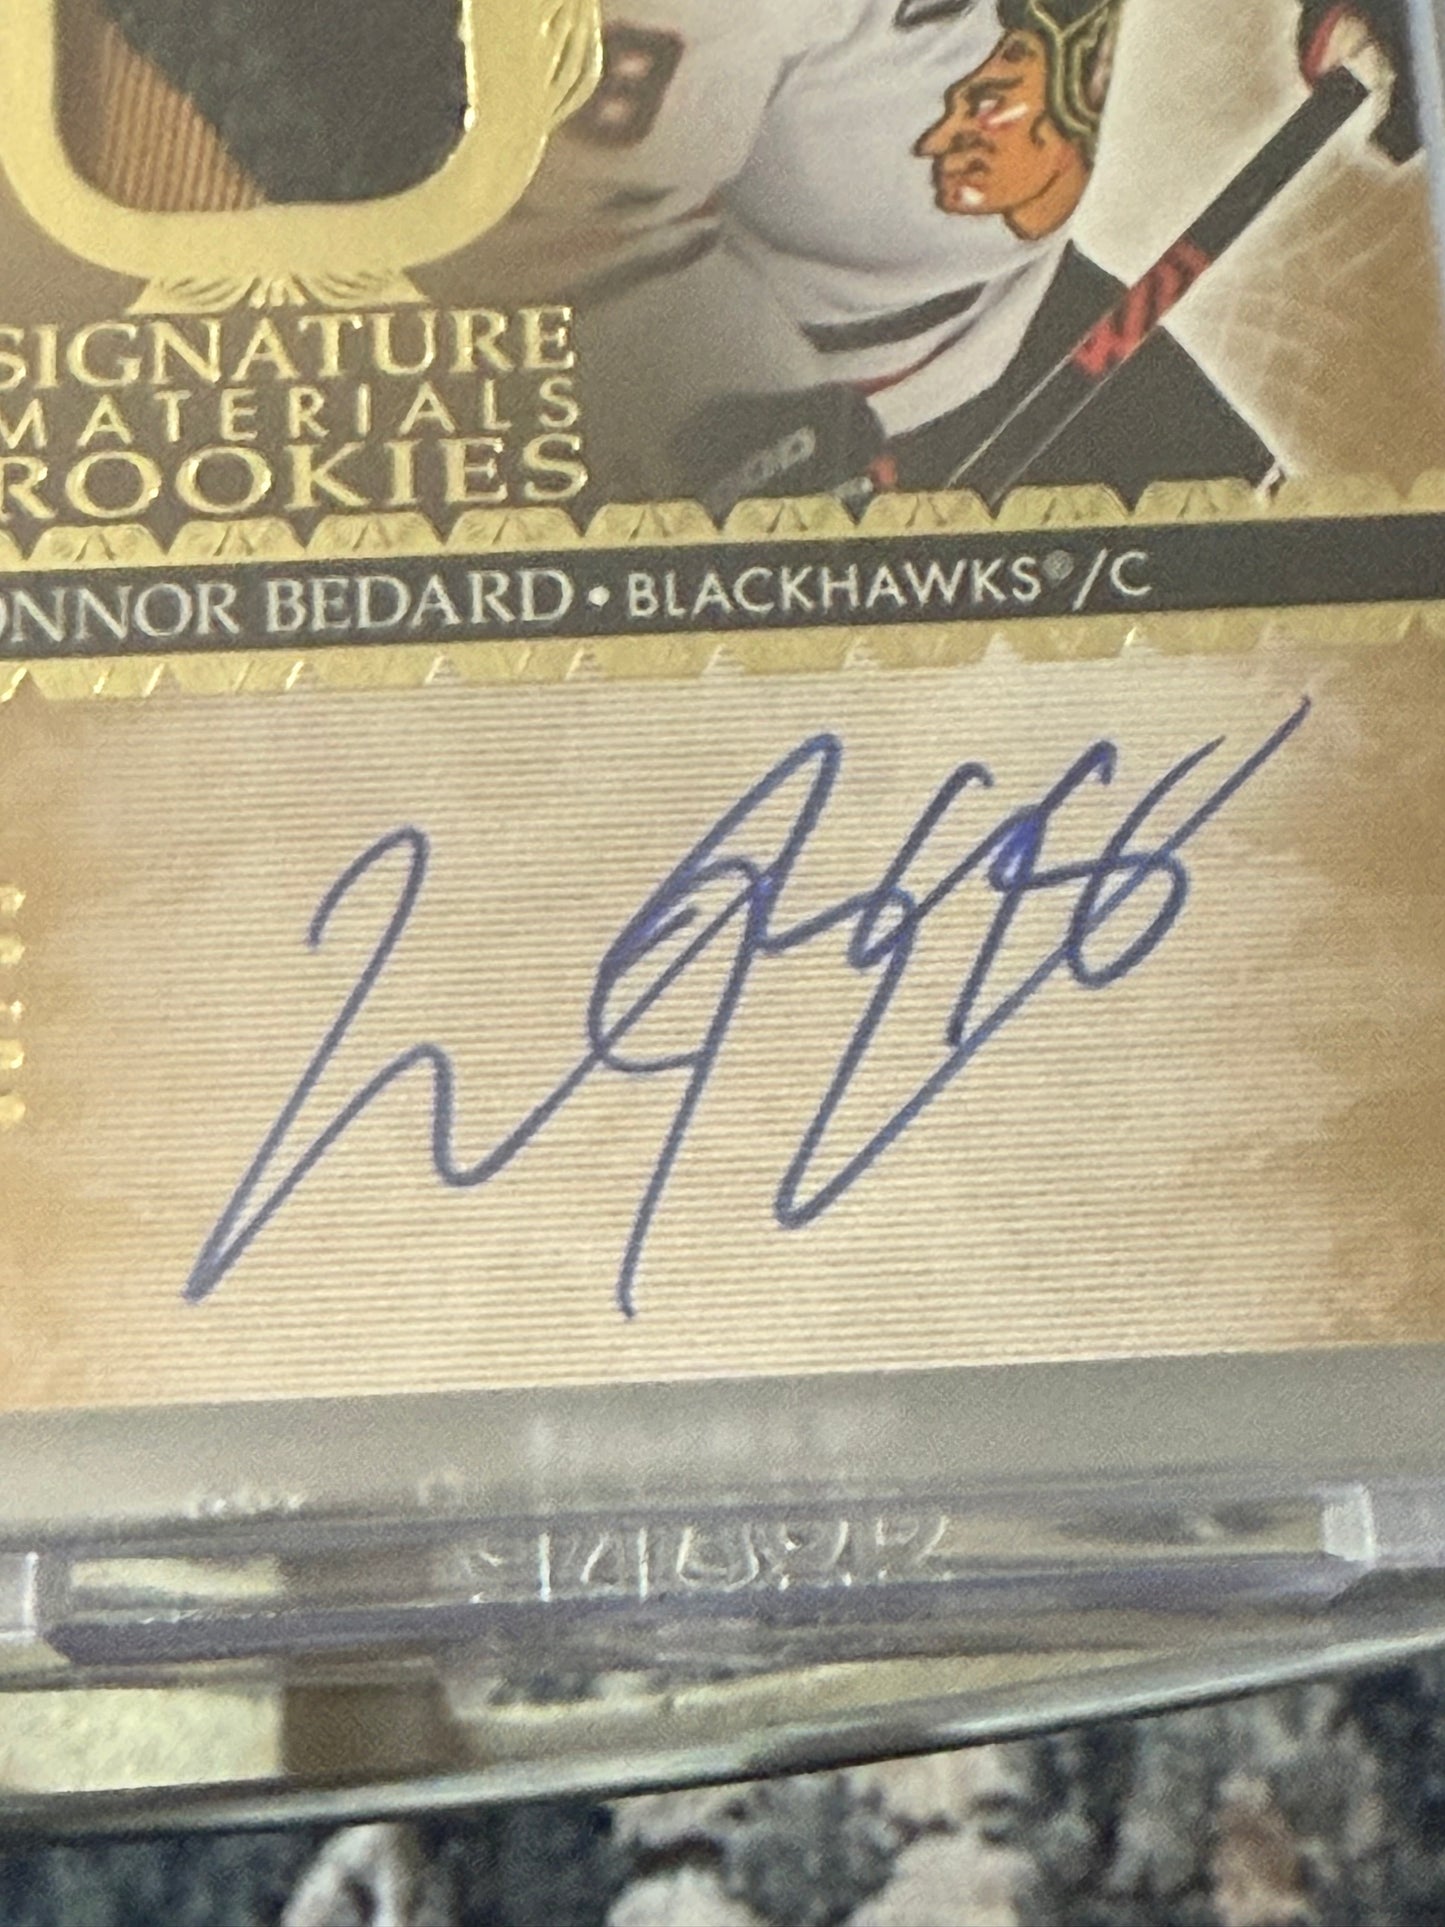 SIGNATURE
MATERIALS
ROOKIES
ONNOR BEDARD • BLACKHAWKS®/C